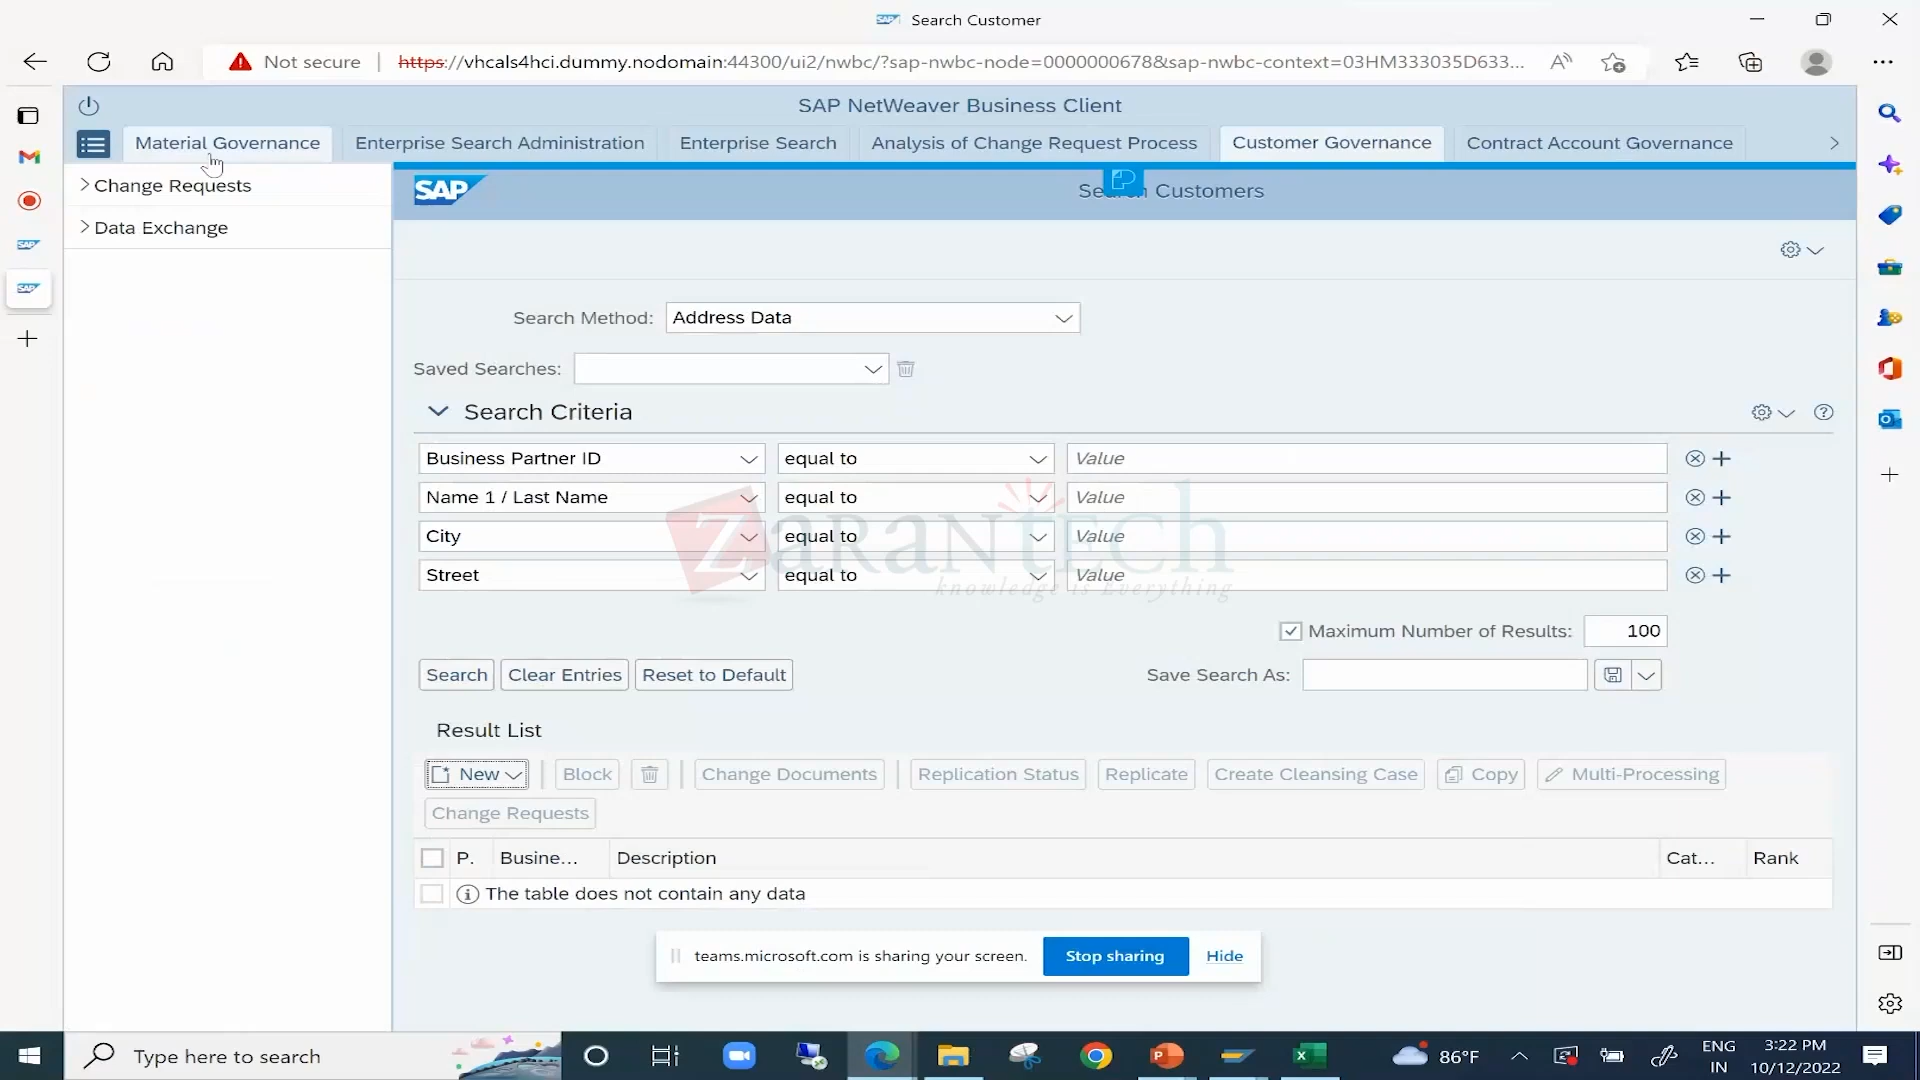 SAP Search Customer
Not secure https://vhcals4hci.dummy.nodomain:44300/ui2/nwbc/?sap-nwbc-node=0000000678&sap-nwbc-context=03HM333035D633...
SAP NetWeaver Business Client
Material Governance Enterprise Search Administration Enterprise Search Analysis of Change Request Process Customer Governance Contract Account Governance
Change Requests
Data Exchange
SAP Search Customers
Search Method: Address Data
Saved Searches:
Search Criteria
Business Partner ID equal to Value
Name 1 / Last Name equal to Value
City equal to Value
Street equal to Value
ZaranTech
knowledge is Everything
Maximum Number of Results: 100
Search Clear Entries Reset to Default Save Search As:
Result List
New Block Change Documents Replication Status Replicate Create Cleansing Case Copy Multi-Processing
Change Requests
P. Busine... Description Cat... Rank
The table does not contain any data
teams.microsoft.com is sharing your screen. Stop sharing Hide
Type here to search
86°F
ENG
IN
3:22 PM
10/12/2022